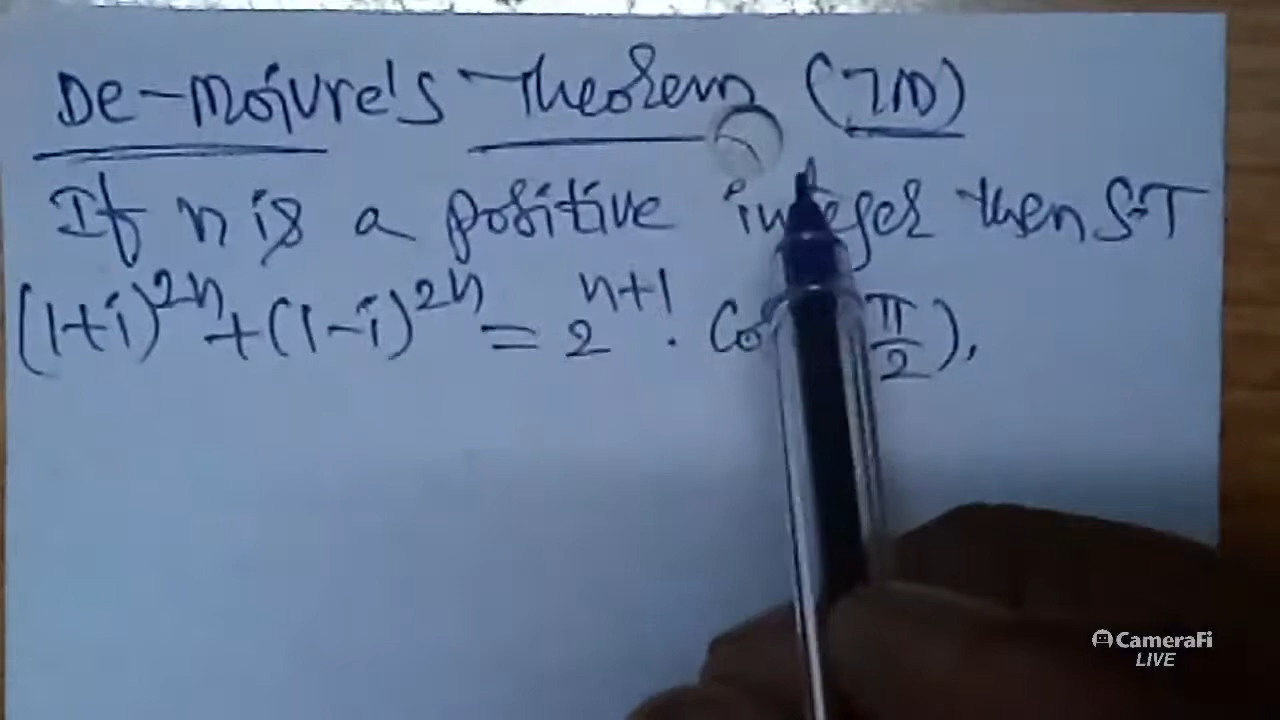 De-Moivre's Theorem (7M)
If n is a positive integer then S.T
(1+i)^2n + (1-i)^2n = 2^n+1 . Co π/2).
CameraFi
LIVE